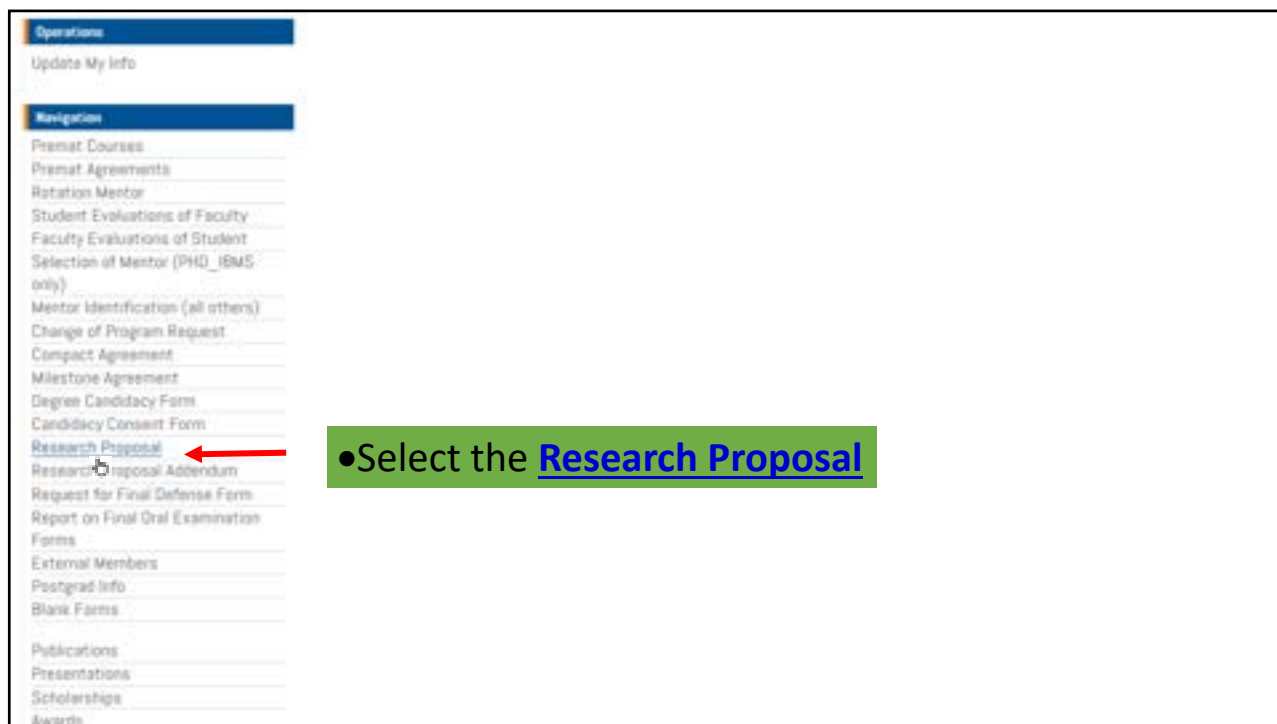 Operations
Update My Info
Navigation
Premat Courses
Premat Agreements
Rotation Mentor
Student Evaluations of Faculty
Faculty Evaluations of Student
Selection of Mentor (PHD_IBMS
only)
Mentor Identification (all others)
Change of Program Request
Compact Agreement
Milestone Agreement
Degree Candidacy Form
Candidacy Consent Form
Research Proposal
•Select the Research Proposal
Research Proposal Addendum
Request for Final Defense Form
Report on Final Oral Examination
Forms
External Members
Postgrad Info
Blank Forms
Publications
Presentations
Scholarships
Awards